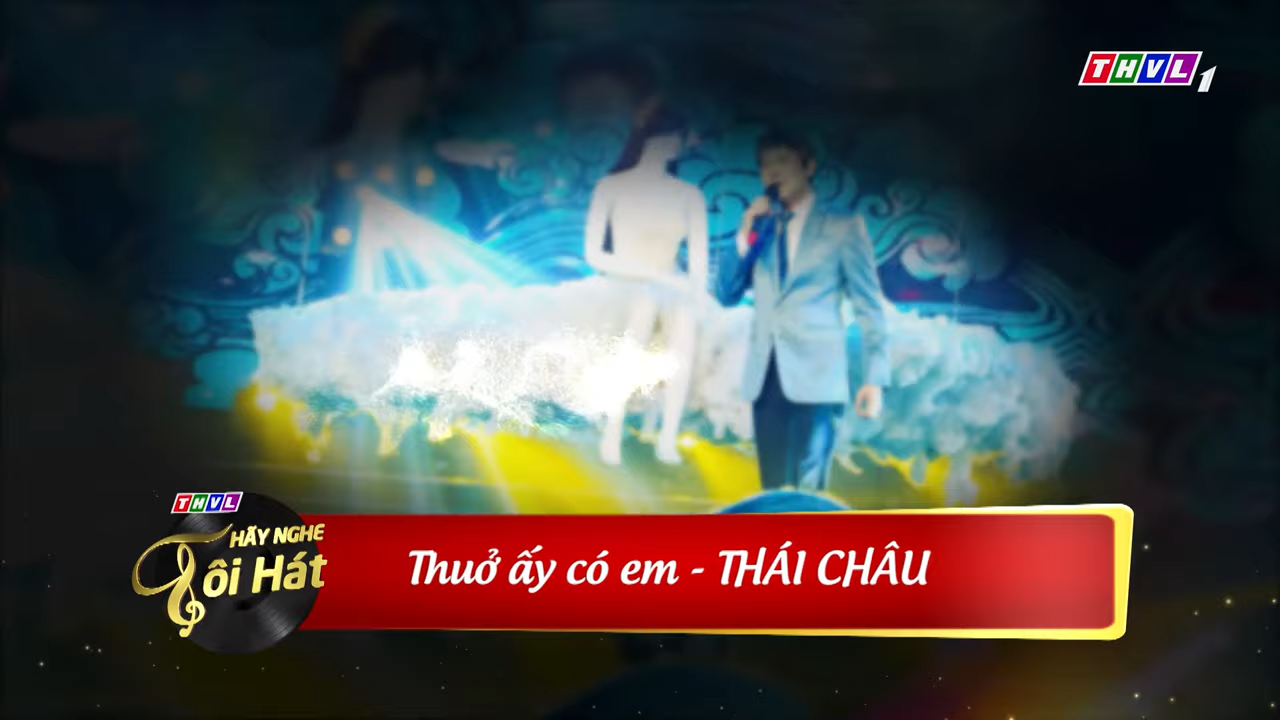 THVL1
THVL
HÃY NGHE
Tôi Hát
Thuở ấy có em - THÁI CHÂU